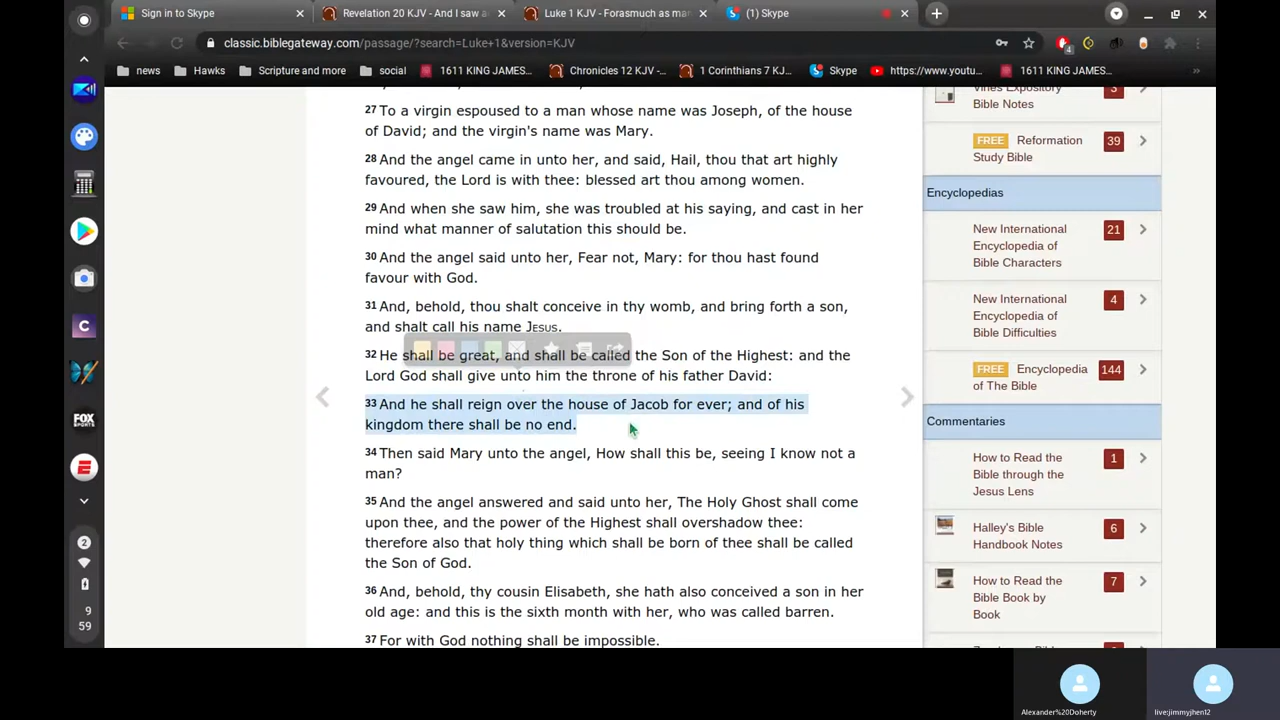 Sign in to Skype
Revelation 20 KJV - And I saw a
Luke 1 KJV - Forasmuch as ma
(1) Skype
classic.biblegateway.com/passage/?search=Luke+1&version=KJV
4
news
Hawks
Scripture and more
social
1611 KING JAMES...
Chronicles 12 KJV -...
1 Corinthians 7 KJ...
Skype
https://www.youtu...
1611 KING JAMES...
»
27 To a virgin espoused to a man whose name was Joseph, of the house
of David; and the virgin's name was Mary.
28 And the angel came in unto her, and said, Hail, thou that art highly
favoured, the Lord is with thee: blessed art thou among women.
29 And when she saw him, she was troubled at his saying, and cast in her
mind what manner of salutation this should be.
30 And the angel said unto her, Fear not, Mary: for thou hast found
favour with God.
31 And, behold, thou shalt conceive in thy womb, and bring forth a son,
and shalt call his name Jesus.
32 He shall be great, and shall be called the Son of the Highest: and the
Lord God shall give unto him the throne of his father David:
33 And he shall reign over the house of Jacob for ever; and of his
kingdom there shall be no end.
34 Then said Mary unto the angel, How shall this be, seeing I know not a
man?
35 And the angel answered and said unto her, The Holy Ghost shall come
upon thee, and the power of the Highest shall overshadow thee:
therefore also that holy thing which shall be born of thee shall be called
the Son of God.
36 And, behold, thy cousin Elisabeth, she hath also conceived a son in her
old age: and this is the sixth month with her, who was called barren.
37 For with God nothing shall be impossible.
Vines Expository
Bible Notes
3
FREE Reformation
Study Bible
39
Encyclopedias
New International
Encyclopedia of
Bible Characters
21
New International
Encyclopedia of
Bible Difficulties
4
FREE Encyclopedia
of The Bible
144
Commentaries
How to Read the
Bible through the
Jesus Lens
1
Halley's Bible
Handbook Notes
6
How to Read the
Bible Book by
Book
7
C
FOX
SPORTS
E
2
9
59
Alexander%20Doherty
live:jimmyjhen12